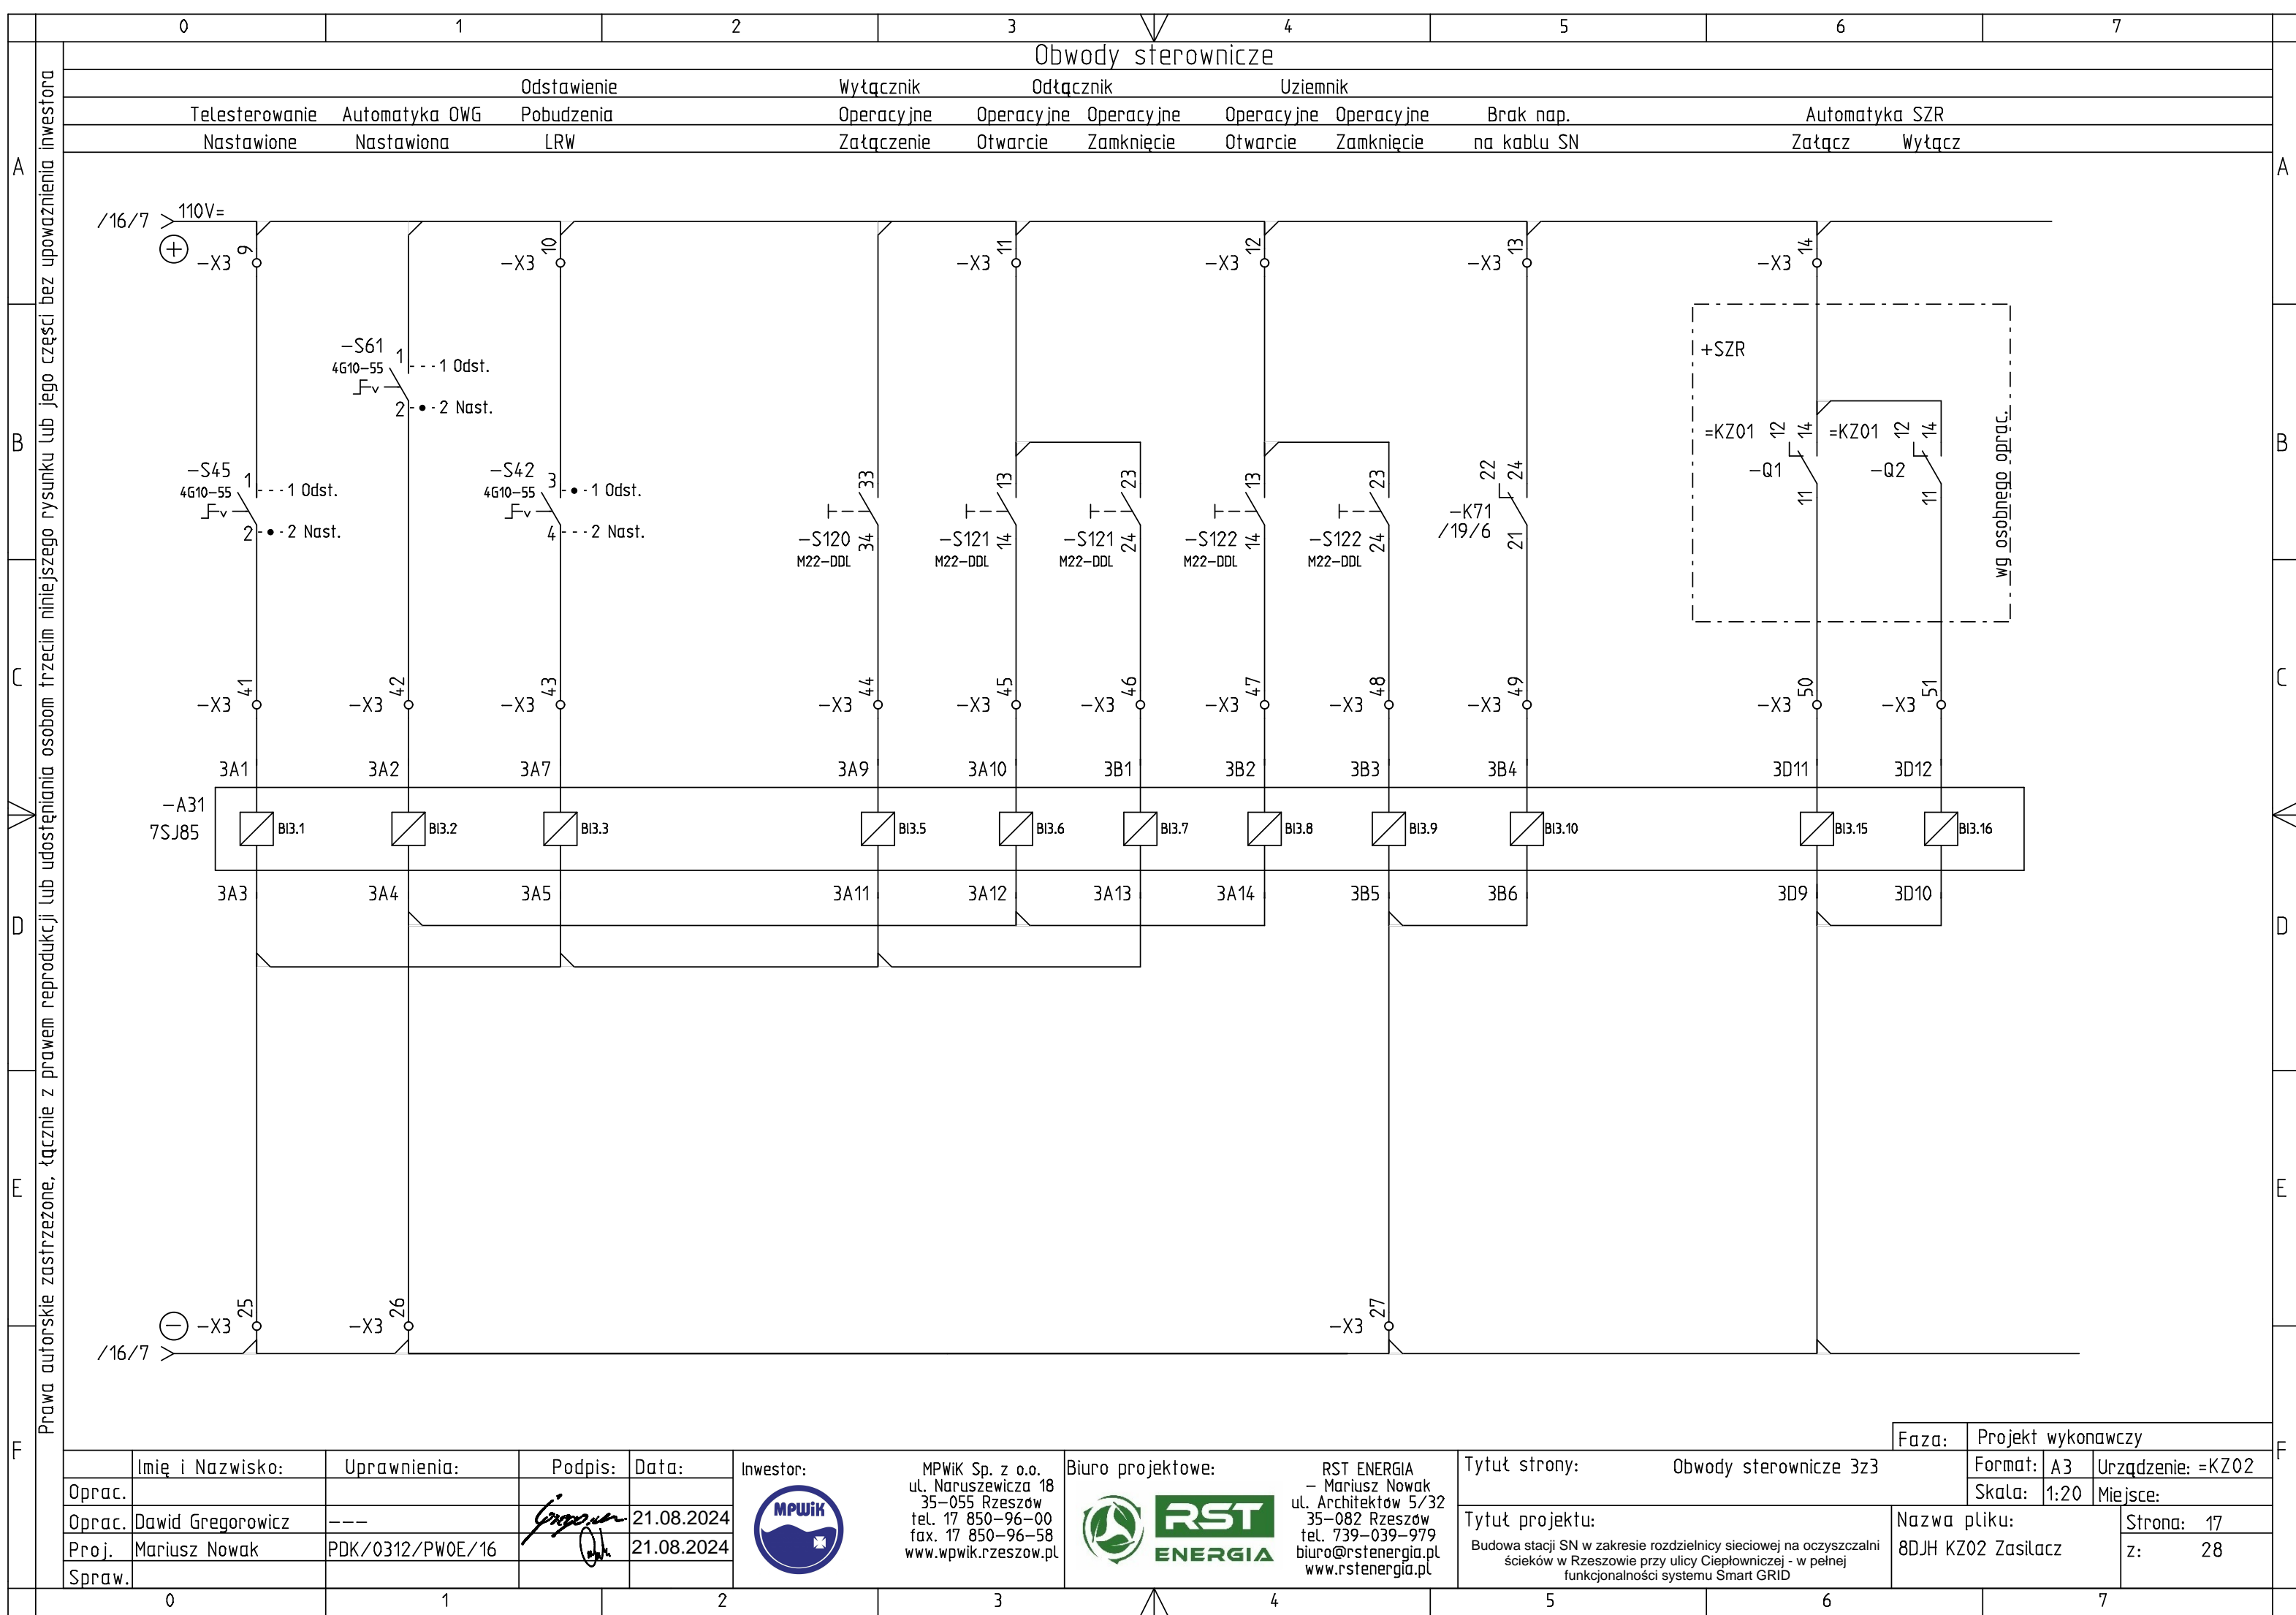 0 1 2 3 4 5 6 7
Obwody sterownicze
Odstawienie Wyłącznik Odłącznik Uziemnik
Telesterowanie Automatyka OWG Pobudzenia Operacyjne Operacyjne Operacyjne Operacyjne Operacyjne Brak nap. Automatyka SZR
Nastawione Nastawiona LRW Załączenie Otwarcie Zamknięcie Otwarcie Zamknięcie na kablu SN Załącz Wyłącz
A A
B B
C C
D D
E E
F F
Prawa autorskie zastrzeżone, łącznie z prawem reprodukcji lub udostęniania osobom trzecim niniejszego rysunku lub jego części bez upoważnienia inwestora
/16/7 110V=
+
-X3 9 -X3 10 -X3 11 -X3 12 -X3 13 -X3 14
+SZR
-S61
4G10-55
1 1 Odst.
2 2 Nast.
=KZ01 12 14 =KZ01 12 14
-Q1 -Q2
11 11
wg osobnego oprac.
-S45
4G10-55
1 1 Odst.
2 2 Nast.
-S42
4G10-55
3 1 Odst.
4 2 Nast.
33 13 23 13 23 22 24
-S120 34 -S121 14 -S121 24 -S122 14 -S122 24 -K71 21
M22-DDL M22-DDL M22-DDL M22-DDL M22-DDL /19/6
-X3 41 -X3 42 -X3 43 -X3 44 -X3 45 -X3 46 -X3 47 -X3 48 -X3 49 -X3 50 -X3 51
3A1 3A2 3A7 3A9 3A10 3B1 3B2 3B3 3B4 3D11 3D12
-A31
7SJ85
BI3.1 BI3.2 BI3.3 BI3.5 BI3.6 BI3.7 BI3.8 BI3.9 BI3.10 BI3.15 BI3.16
3A3 3A4 3A5 3A11 3A12 3A13 3A14 3B5 3B6 3D9 3D10
- -X3 25 -X3 26 -X3 27
/16/7
Faza: Projekt wykonawczy
Imię i Nazwisko: Uprawnienia: Podpis: Data:
Oprac.
Oprac. Dawid Gregorowicz --- 21.08.2024
Proj. Mariusz Nowak PDK/0312/PWOE/16 21.08.2024
Spraw.
Inwestor:
MPWiK
MPWiK Sp. z o.o.
ul. Naruszewicza 18
35-055 Rzeszów
tel. 17 850-96-00
fax. 17 850-96-58
www.wpwik.rzeszow.pl
Biuro projektowe:
RST
ENERGIA
RST ENERGIA
- Mariusz Nowak
ul. Architektów 5/32
35-082 Rzeszów
tel. 739-039-979
biuro@rstenergia.pl
www.rstenergia.pl
Tytuł strony: Obwody sterownicze 3z3
Tytuł projektu:
Budowa stacji SN w zakresie rozdzielnicy sieciowej na oczyszczalni
ścieków w Rzeszowie przy ulicy Ciepłowniczej - w pełnej
funkcjonalności systemu Smart GRID
Format: A3 Urządzenie: =KZ02
Skala: 1:20 Miejsce:
Nazwa pliku:
8DJH KZ02 Zasilacz
Strona: 17
z: 28
0 1 2 3 4 5 6 7